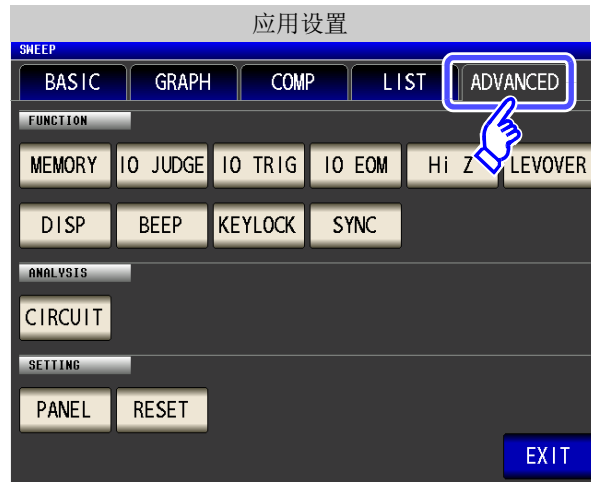 应用设置
SWEEP
BASIC GRAPH COMP LIST ADVANCED
FUNCTION
MEMORY IO JUDGE IO TRIG IO EOM Hi Z LEVOVER
DISP BEEP KEYLOCK SYNC
ANALYSIS
CIRCUIT
SETTING
PANEL RESET
EXIT